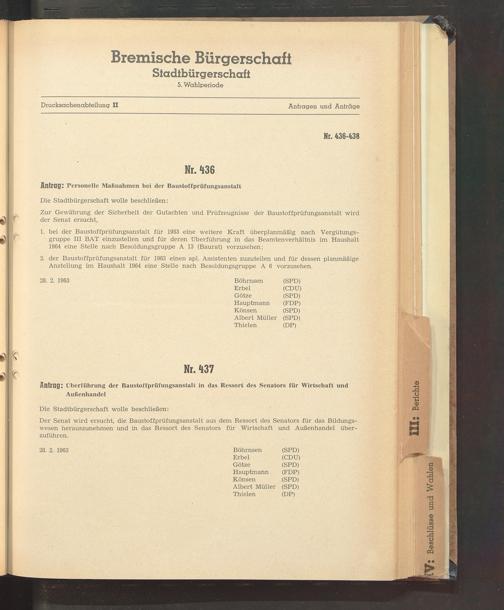 Bremische Bürgerschaft
Stadtbürgerschaft
5. Wahlperiode
Drucksachenabteilung II Anfragen und Anträge
Nr. 436-438
Nr. 436
Antrag: Personelle Maßnahmen bei der Baustoffprüfungsanstalt
Die Stadtbürgerschaft wolle beschließen:
Zur Gewährung der Sicherheit der Gutachten und Prüfzeugnisse der Baustoffprüfungsanstalt wird
der Senat ersucht,
1. bei der Baustoffprüfungsanstalt für 1963 eine weitere Kraft überplanmäßig nach Vergütungs-
gruppe III BAT einzustellen und für deren Überführung in das Beamtenverhältnis im Haushalt
1964 eine Stelle nach Besoldungsgruppe A 13 (Baurat) vorzusehen;
2. der Baustoffprüfungsanstalt für 1963 einen apl. Assistenten zuzuteilen und für dessen planmäßige
Anstellung im Haushalt 1964 eine Stelle nach Besoldungsgruppe A 6 vorzusehen.
28. 2. 1963 Böhrnsen (SPD)
Erbel (CDU)
Götze (SPD)
Hauptmann (FDP)
Könsen (SPD)
Albert Müller (SPD)
Thielen (DP)
Nr. 437
Antrag: Überführung der Baustoffprüfungsanstalt in das Ressort des Senators für Wirtschaft und
Außenhandel
Die Stadtbürgerschaft wolle beschließen:
Der Senat wird ersucht, die Baustoffprüfungsanstalt aus dem Ressort des Senators für das Bildungs-
wesen herauszunehmen und in das Ressort des Senators für Wirtschaft und Außenhandel über-
zuführen.
28. 2. 1963 Böhrnsen (SPD)
Erbel (CDU)
Götze (SPD)
Hauptmann (FDP)
Könsen (SPD)
Albert Müller (SPD)
Thielen (DP)
III: Berichte
IV: Beschlüsse und Wahlen